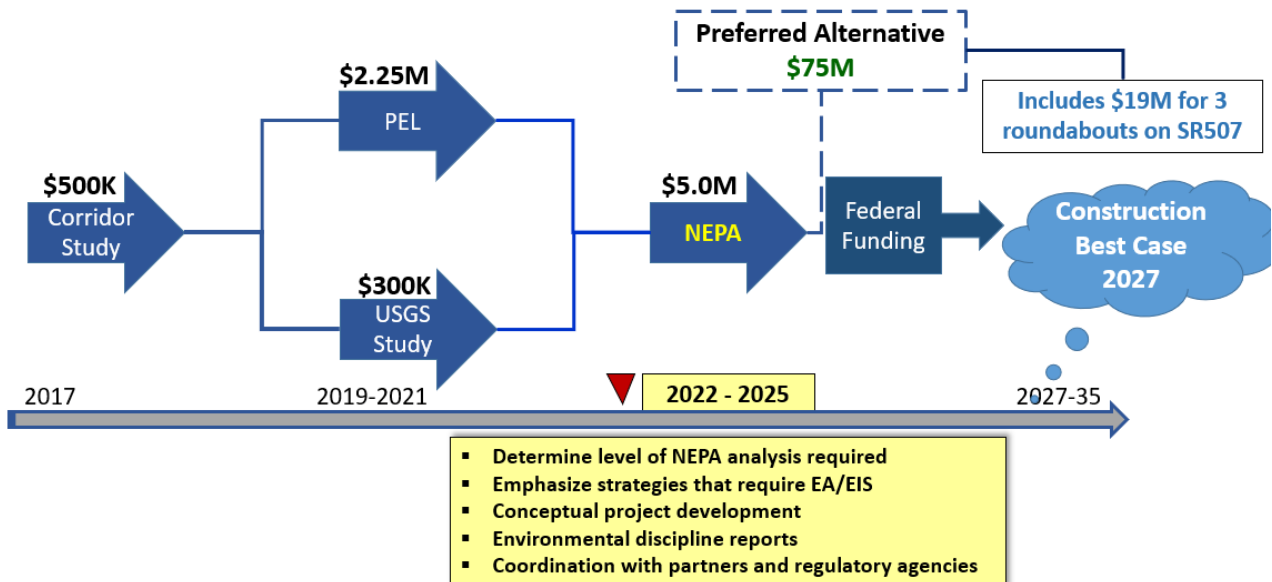 Preferred Alternative
$75M
Includes $19M for 3
roundabouts on SR507
$2.25M
PEL
$500K
Corridor
Study
$300K
USGS
Study
$5.0M
NEPA
Federal
Funding
Construction
Best Case
2027
2017
2019-2021
2022 - 2025
2027-35
▪ Determine level of NEPA analysis required
▪ Emphasize strategies that require EA/EIS
▪ Conceptual project development
▪ Environmental discipline reports
▪ Coordination with partners and regulatory agencies